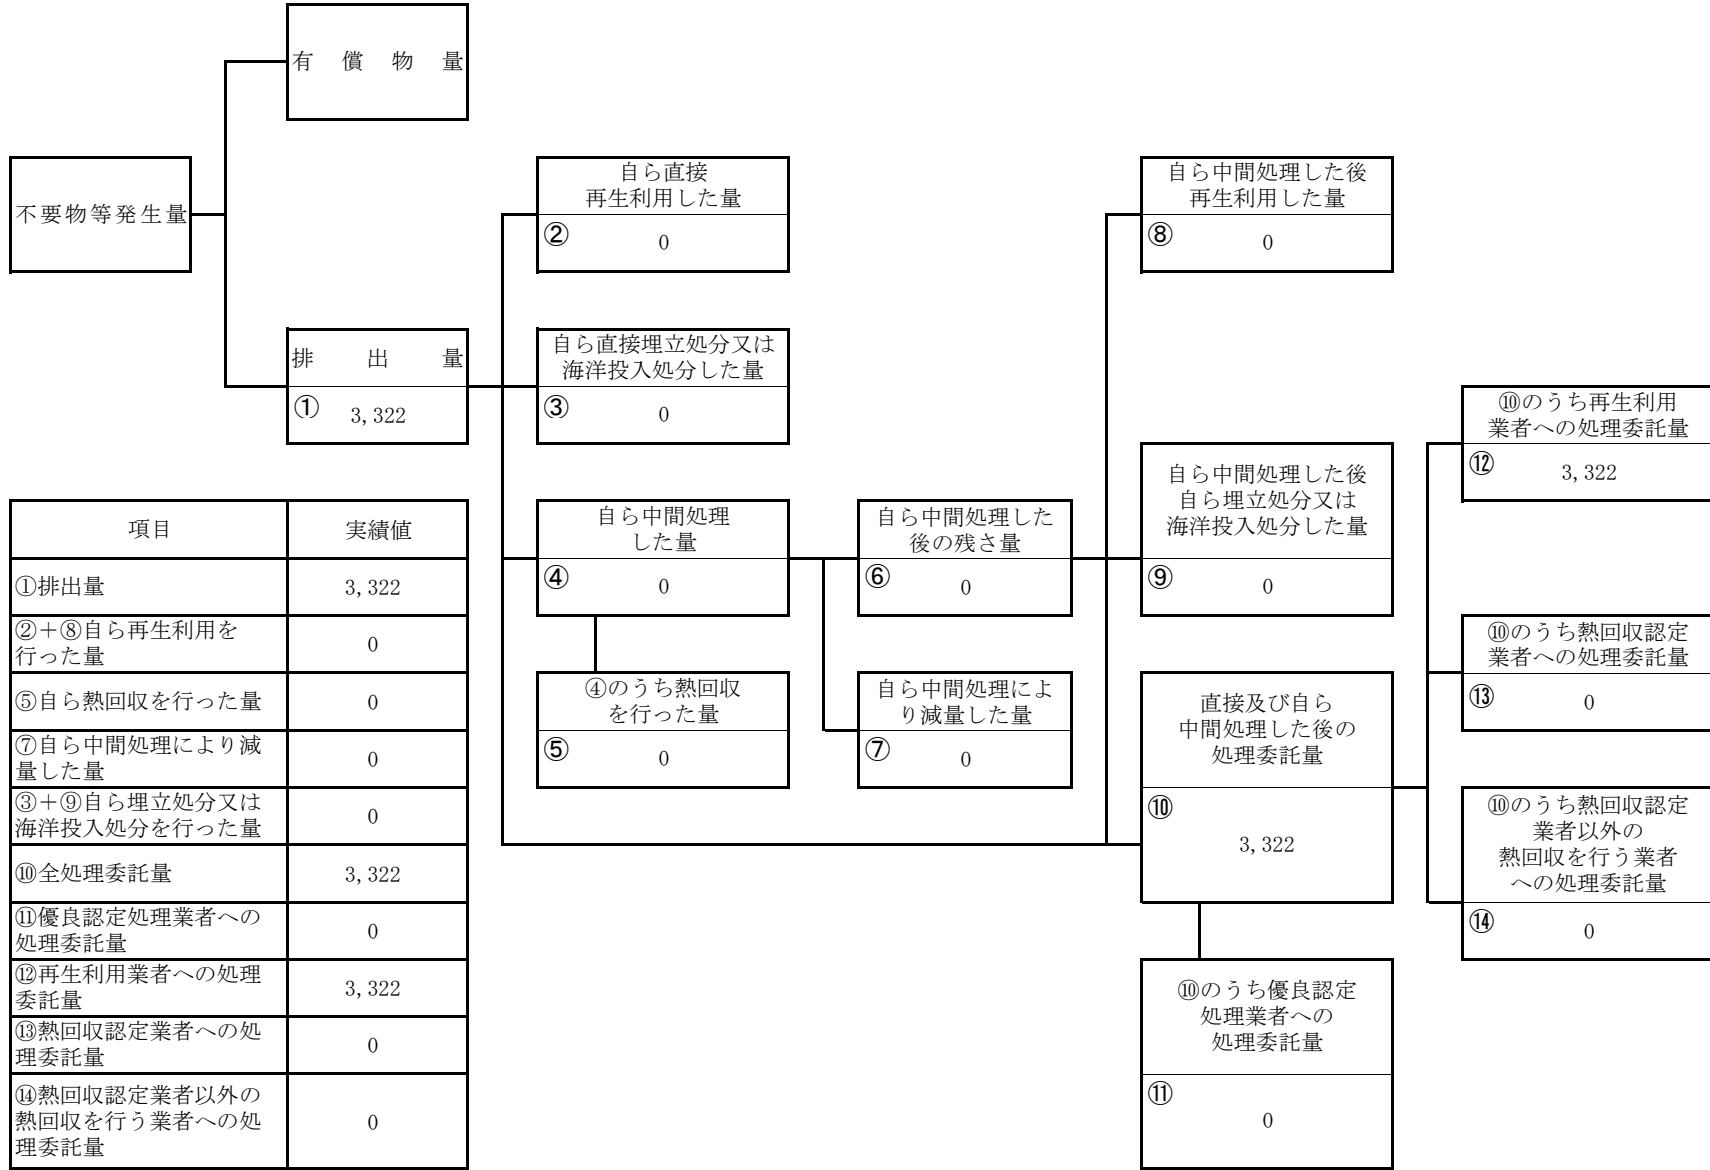 有償物量
不要物等発生量
排出量
① 3,322
自ら直接
再生利用した量
② 0
自ら直接埋立処分又は
海洋投入処分した量
③ 0
自ら中間処理
した量
④ 0
④のうち熱回収
を行った量
⑤ 0
自ら中間処理した
後の残さ量
⑥ 0
自ら中間処理によ
り減量した量
⑦ 0
自ら中間処理した後
再生利用した量
⑧ 0
自ら中間処理した後
自ら埋立処分又は
海洋投入処分した量
⑨ 0
直接及び自ら
中間処理した後の
処理委託量
⑩
3,322
⑩のうち優良認定
処理業者への
処理委託量
⑪
0
⑩のうち再生利用
業者への処理委託量
⑫ 3,322
⑩のうち熱回収認定
業者への処理委託量
⑬ 0
⑩のうち熱回収認定
業者以外の
熱回収を行う業者
への処理委託量
⑭ 0
項目 実績値
①排出量 3,322
②+⑧自ら再生利用を
行った量 0
⑤自ら熱回収を行った量 0
⑦自ら中間処理により減
量した量 0
③+⑨自ら埋立処分又は
海洋投入処分を行った量 0
⑩全処理委託量 3,322
⑪優良認定処理業者への
処理委託量 0
⑫再生利用業者への処理
委託量 3,322
⑬熱回収認定業者への処
理委託量 0
⑭熱回収認定業者以外の
熱回収を行う業者への処
理委託量 0